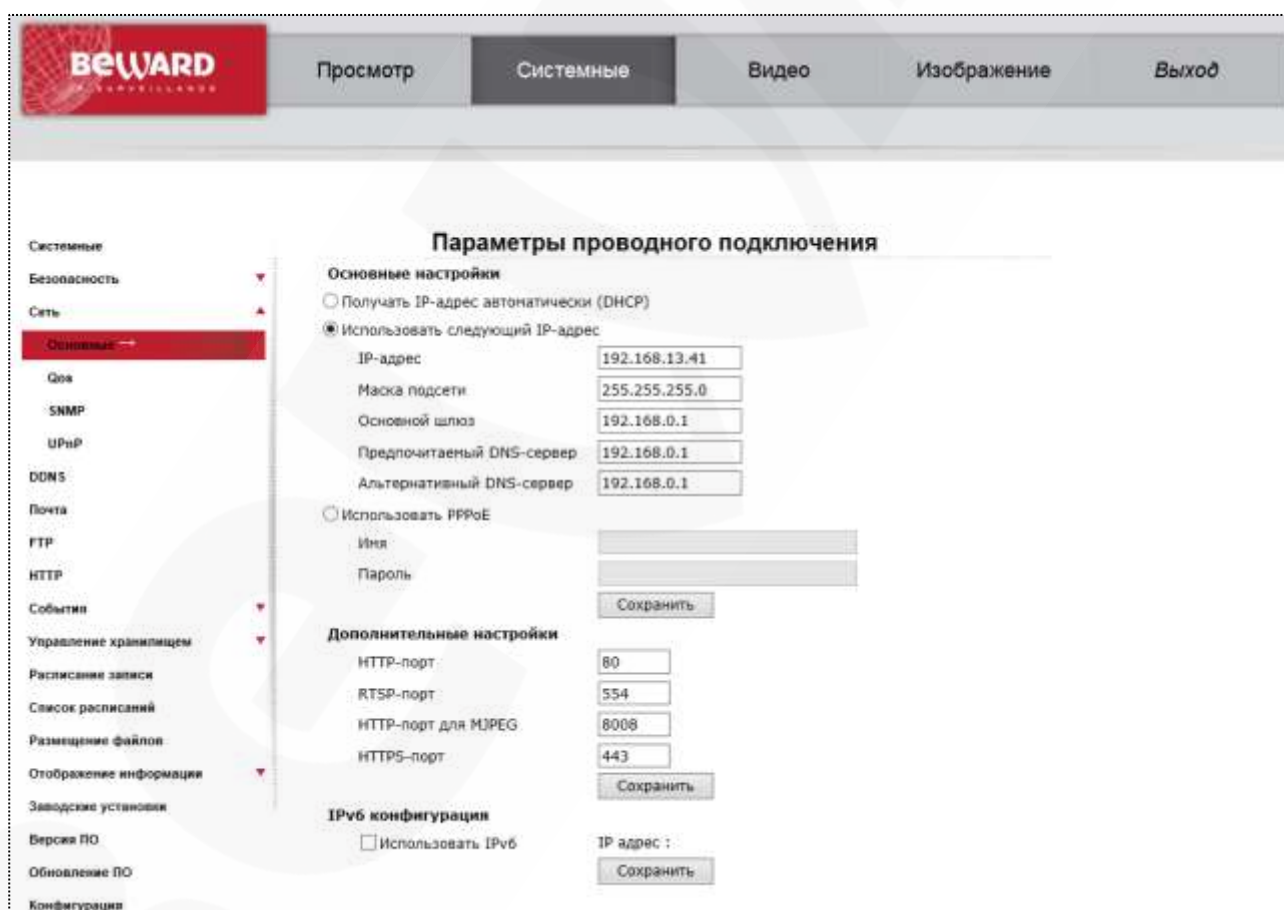 BEWARD
IP SURVEILLANCE
Просмотр
Системные
Видео
Изображение
Выход
Системные
Безопасность
Сеть
Основные →
Qos
SNMP
UPnP
DDNS
Почта
FTP
HTTP
События
Управление хранилищем
Расписание записи
Список расписаний
Размещение файлов
Отображение информации
Заводские установки
Версия ПО
Обновление ПО
Конфигурация
Параметры проводного подключения
Основные настройки
Получать IP-адрес автоматически (DHCP)
Использовать следующий IP-адрес
IP-адрес 192.168.13.41
Маска подсети 255.255.255.0
Основной шлюз 192.168.0.1
Предпочитаемый DNS-сервер 192.168.0.1
Альтернативный DNS-сервер 192.168.0.1
Использовать PPPoE
Имя
Пароль
Сохранить
Дополнительные настройки
HTTP-порт 80
RTSP-порт 554
HTTP-порт для MJPEG 8008
HTTPS-порт 443
Сохранить
IPv6 конфигурация
Использовать IPv6 IP адрес :
Сохранить